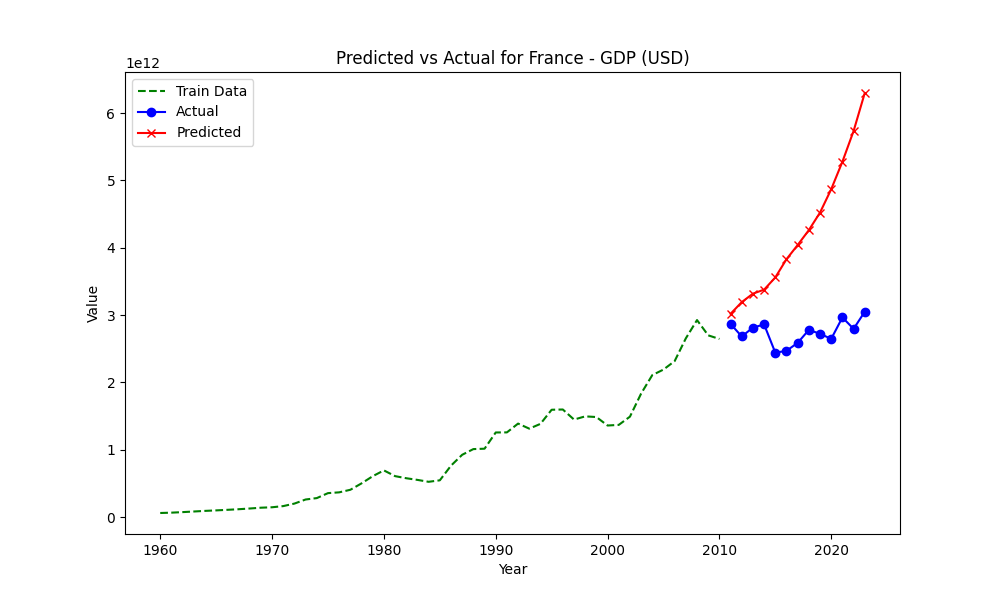 Predicted vs Actual for France - GDP (USD)
1e12
Train Data
Actual
Predicted
6
5
4
3
2
1
0
Value
1960
1970
1980
1990
2000
2010
2020
Year